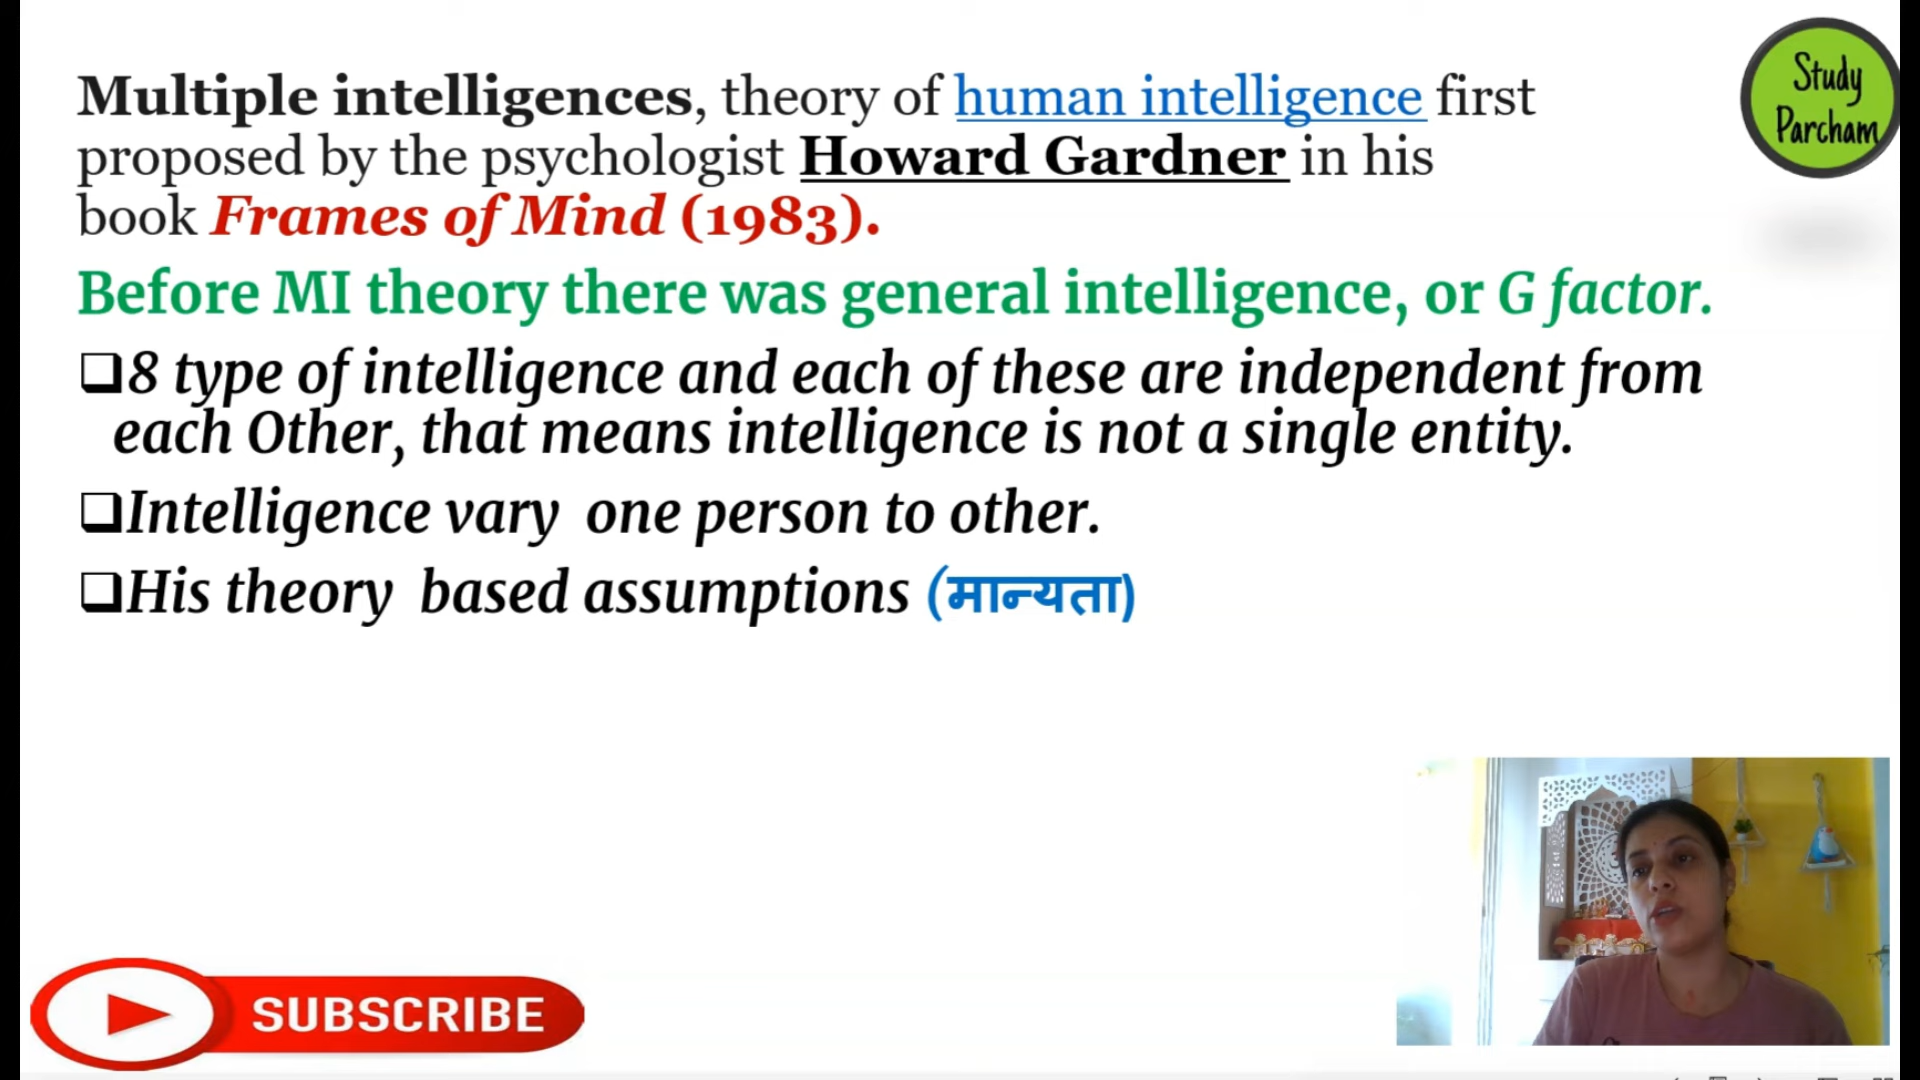 Multiple intelligences, theory of human intelligence first
proposed by the psychologist Howard Gardner in his
book Frames of Mind (1983).
Before MI theory there was general intelligence, or G factor.
❑8 type of intelligence and each of these are independent from
each Other, that means intelligence is not a single entity.
❑Intelligence vary one person to other.
❑His theory based assumptions (मान्यता)
Study
Parcham
SUBSCRIBE